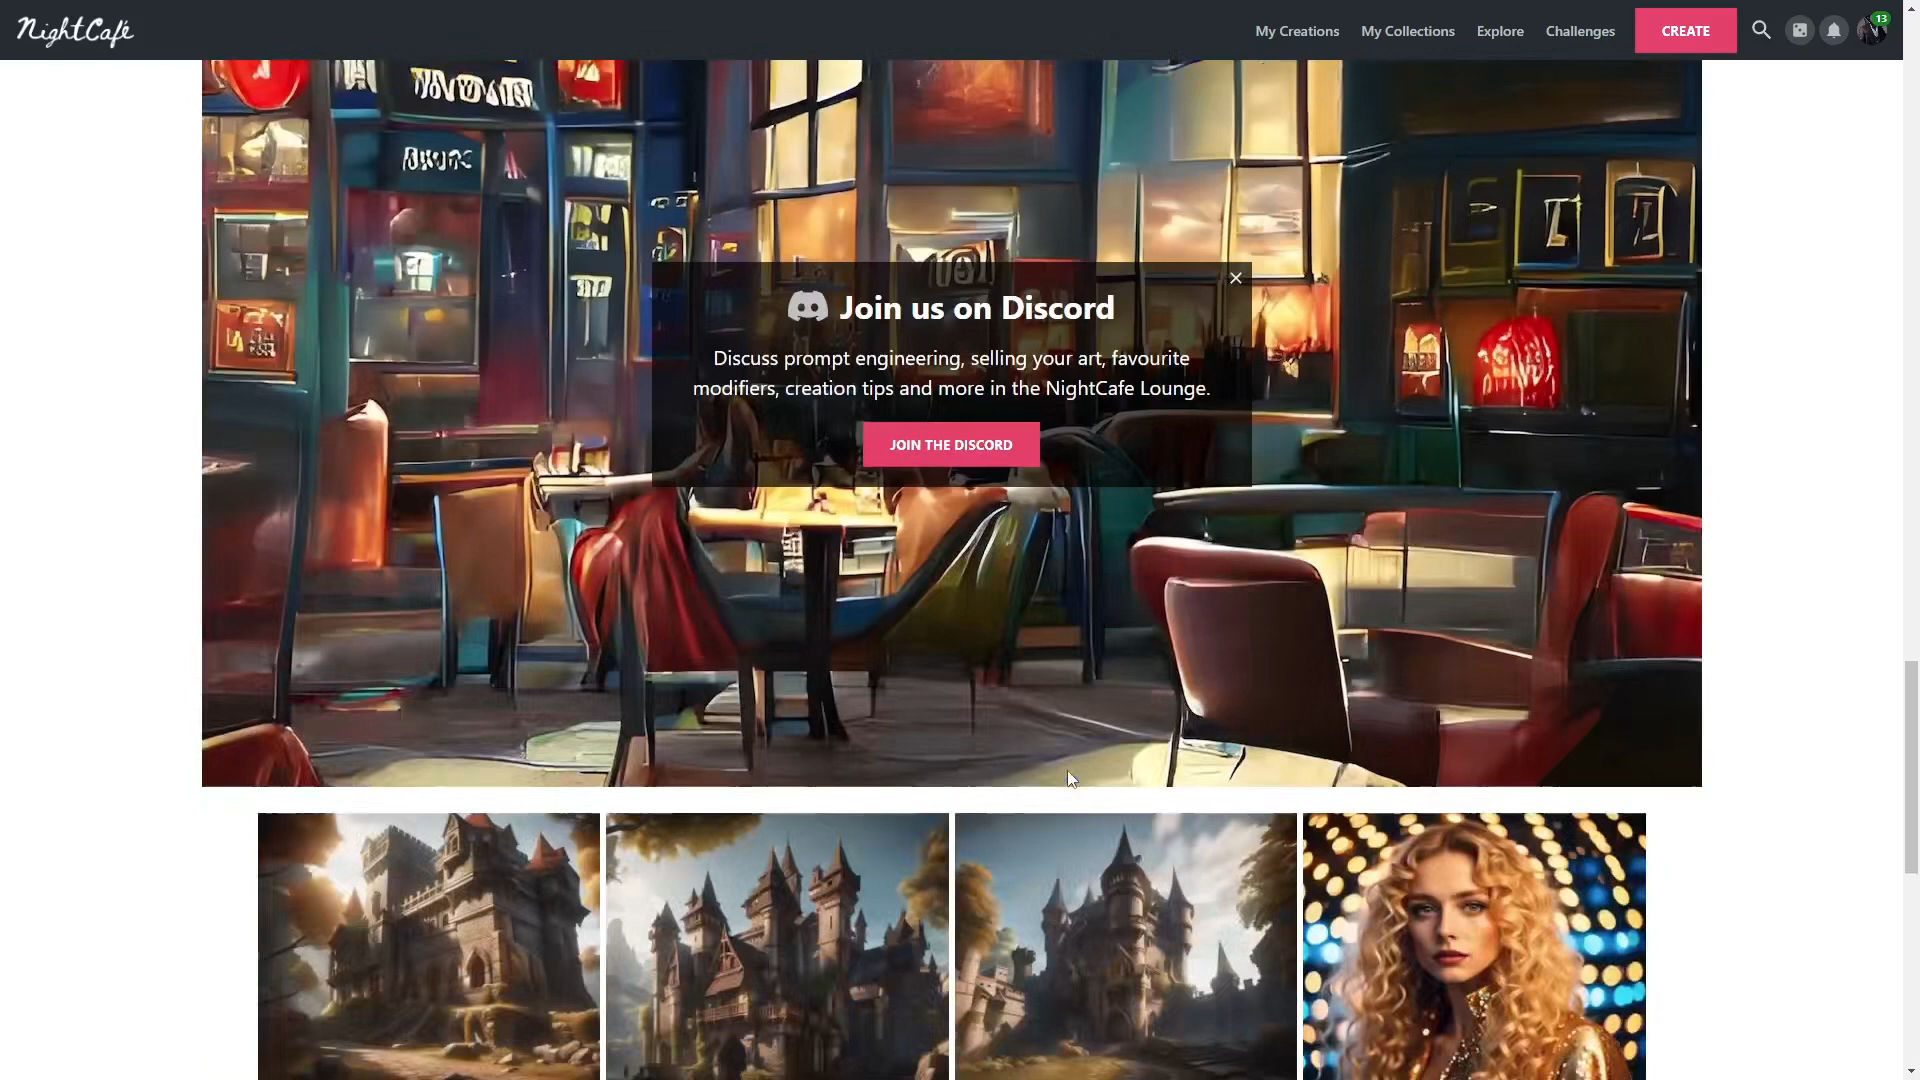 NightCafé
My Creations
My Collections
Explore
Challenges
CREATE
13
Join us on Discord
Discuss prompt engineering, selling your art, favourite
modifiers, creation tips and more in the NightCafe Lounge.
JOIN THE DISCORD